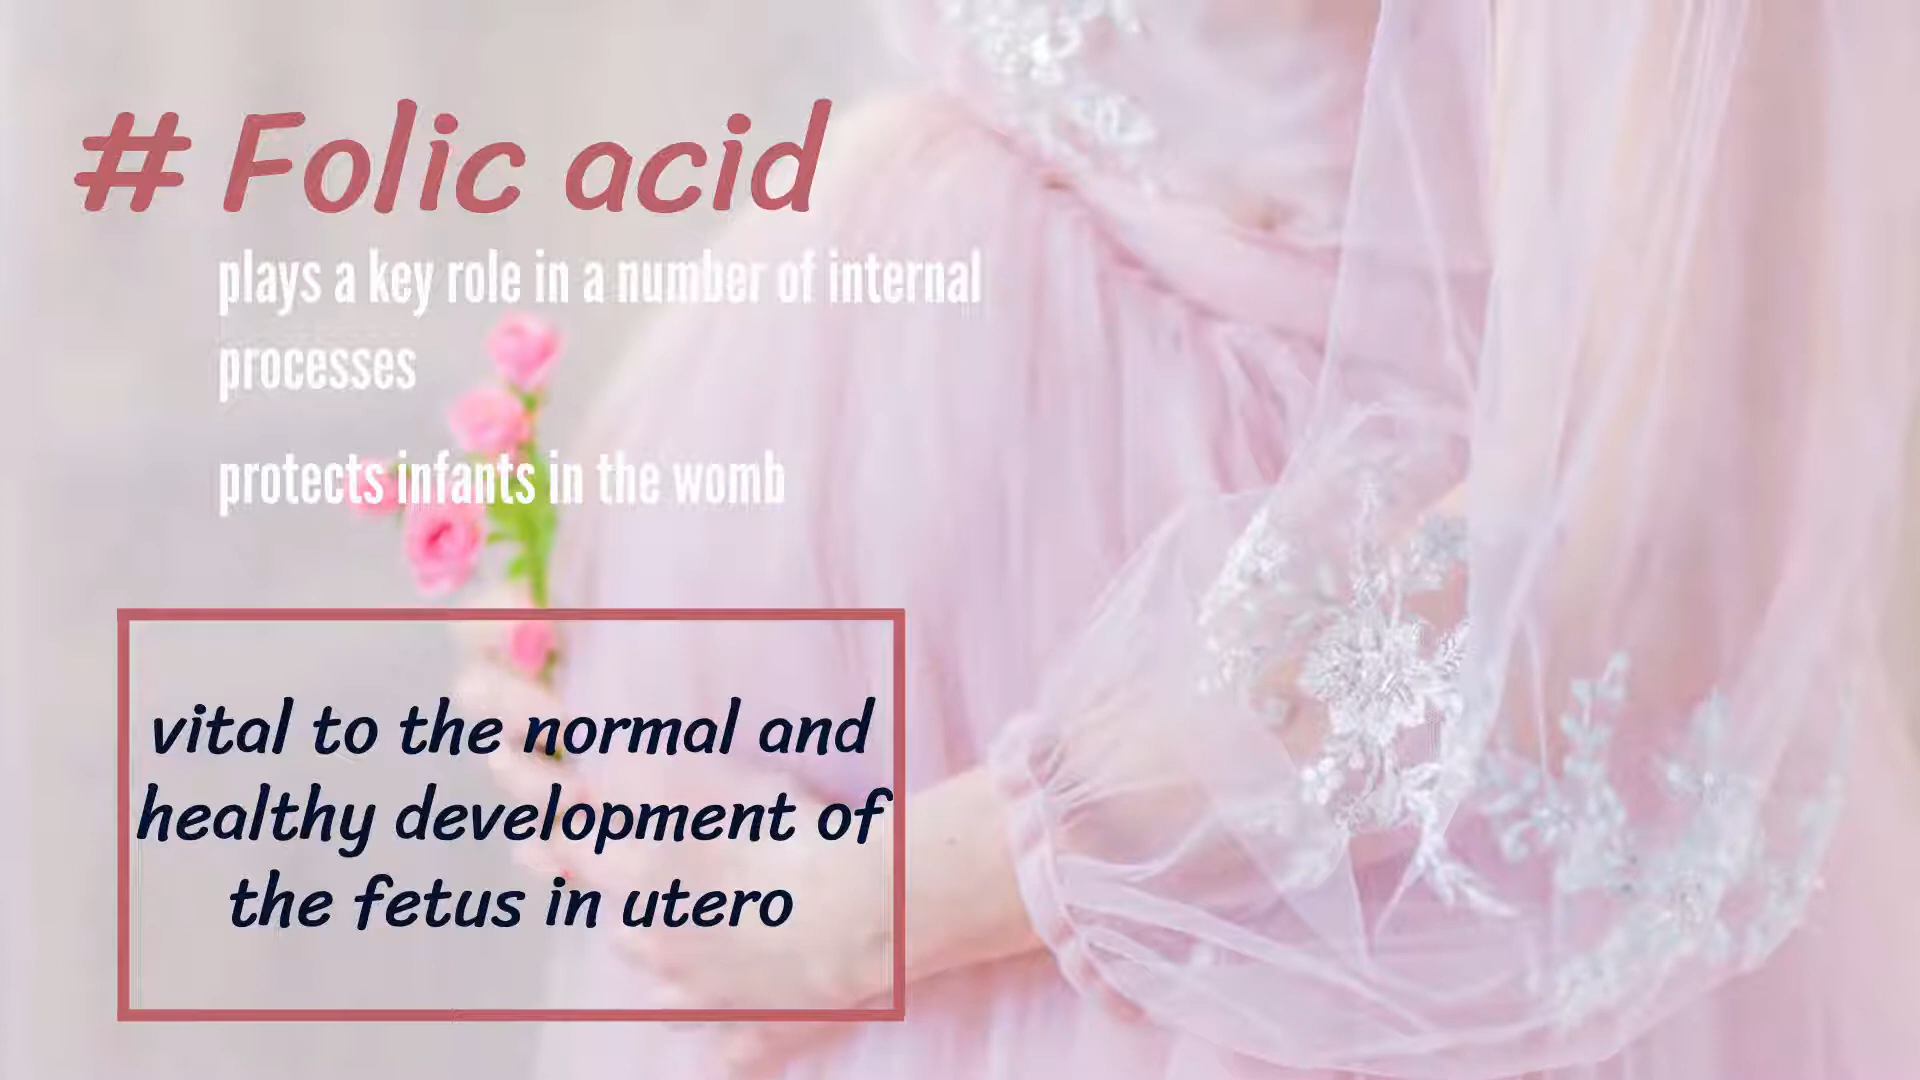 # Folic acid
plays a key role in a number of internal
processes
protects infants in the womb
vital to the normal and
healthy development of
the fetus in utero